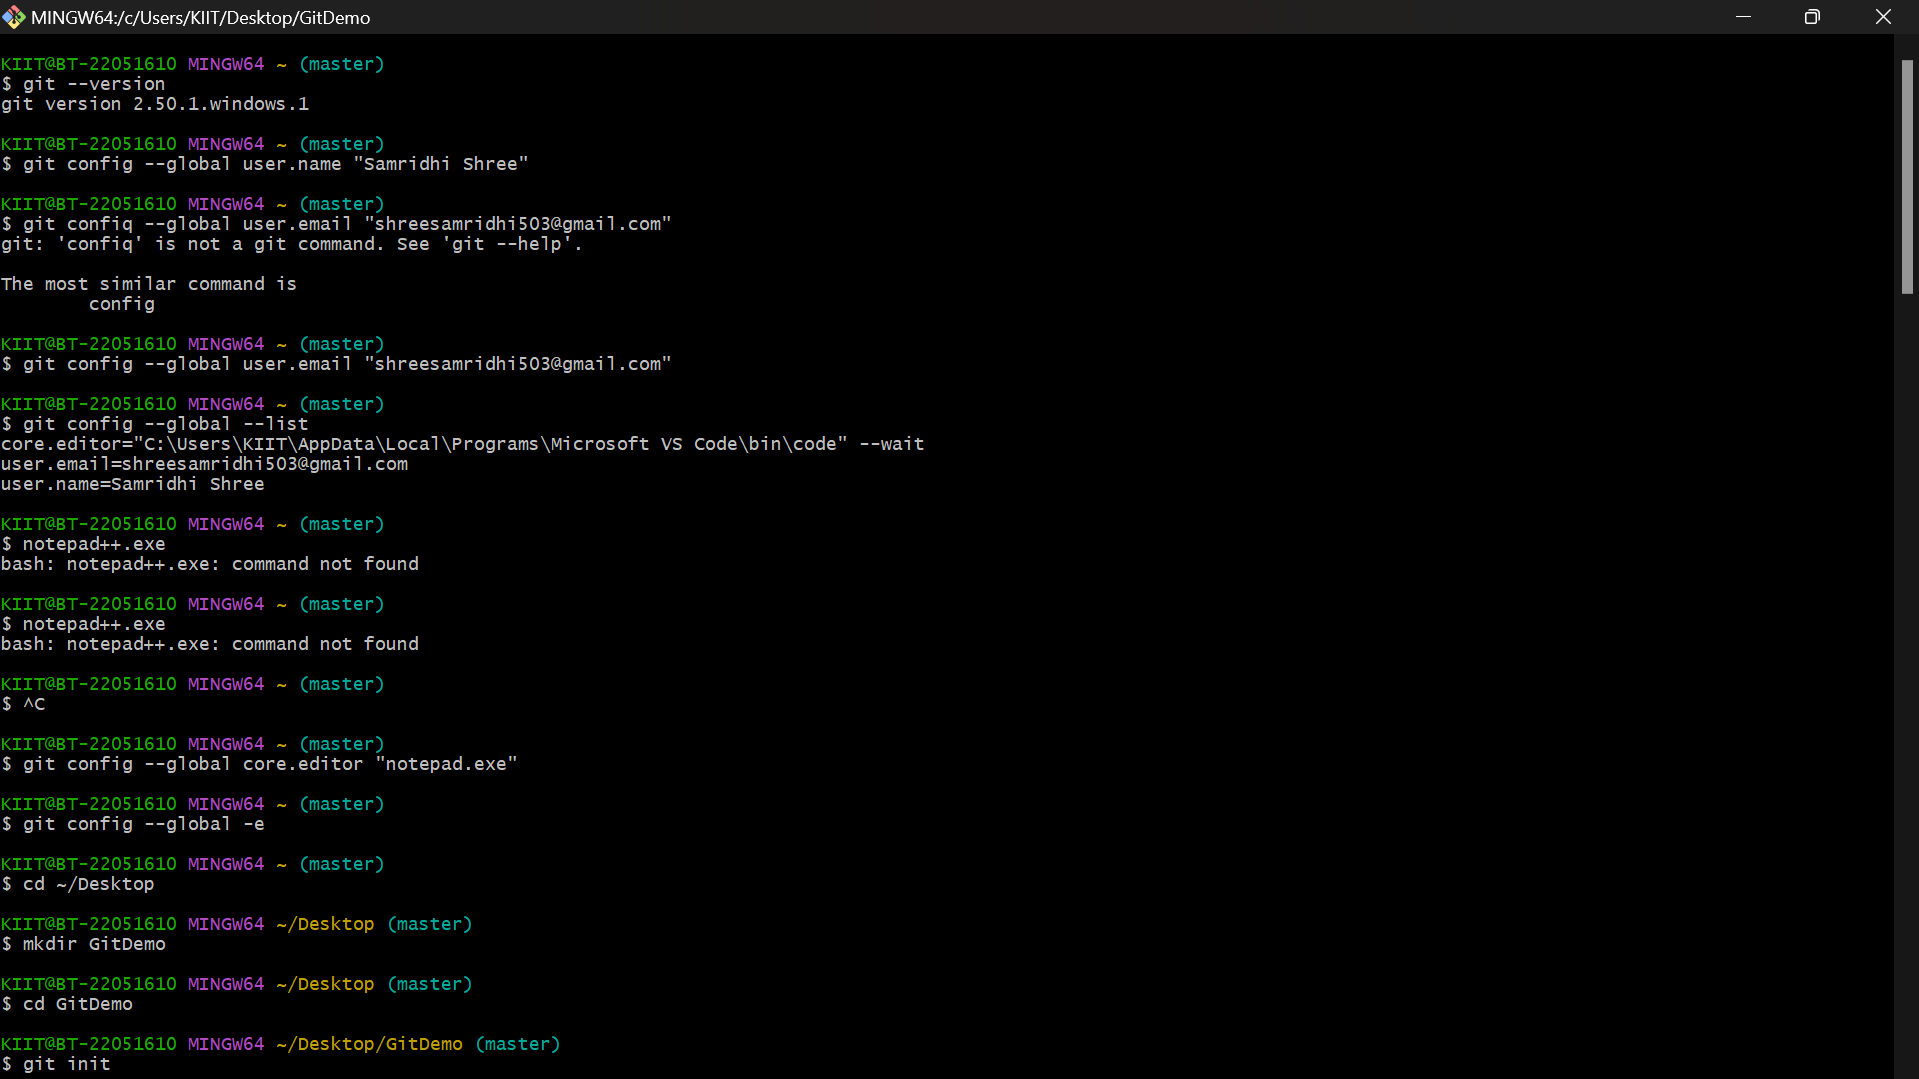 MINGW64:/c/Users/KIIT/Desktop/GitDemo
KIIT@BT-22051610 MINGW64 ~ (master)
$ git --version
git version 2.50.1.windows.1
KIIT@BT-22051610 MINGW64 ~ (master)
$ git config --global user.name "Samridhi Shree"
KIIT@BT-22051610 MINGW64 ~ (master)
$ git confiq --global user.email "shreesamridhi503@gmail.com"
git: 'confiq' is not a git command. See 'git --help'.
The most similar command is
config
KIIT@BT-22051610 MINGW64 ~ (master)
$ git config --global user.email "shreesamridhi503@gmail.com"
KIIT@BT-22051610 MINGW64 ~ (master)
$ git config --global --list
core.editor="C:\Users\KIIT\AppData\Local\Programs\Microsoft VS Code\bin\code" --wait
user.email=shreesamridhi503@gmail.com
user.name=Samridhi Shree
KIIT@BT-22051610 MINGW64 ~ (master)
$ notepad++.exe
bash: notepad++.exe: command not found
KIIT@BT-22051610 MINGW64 ~ (master)
$ notepad++.exe
bash: notepad++.exe: command not found
KIIT@BT-22051610 MINGW64 ~ (master)
$ ^C
KIIT@BT-22051610 MINGW64 ~ (master)
$ git config --global core.editor "notepad.exe"
KIIT@BT-22051610 MINGW64 ~ (master)
$ git config --global -e
KIIT@BT-22051610 MINGW64 ~ (master)
$ cd ~/Desktop
KIIT@BT-22051610 MINGW64 ~/Desktop (master)
$ mkdir GitDemo
KIIT@BT-22051610 MINGW64 ~/Desktop (master)
$ cd GitDemo
KIIT@BT-22051610 MINGW64 ~/Desktop/GitDemo (master)
$ git init